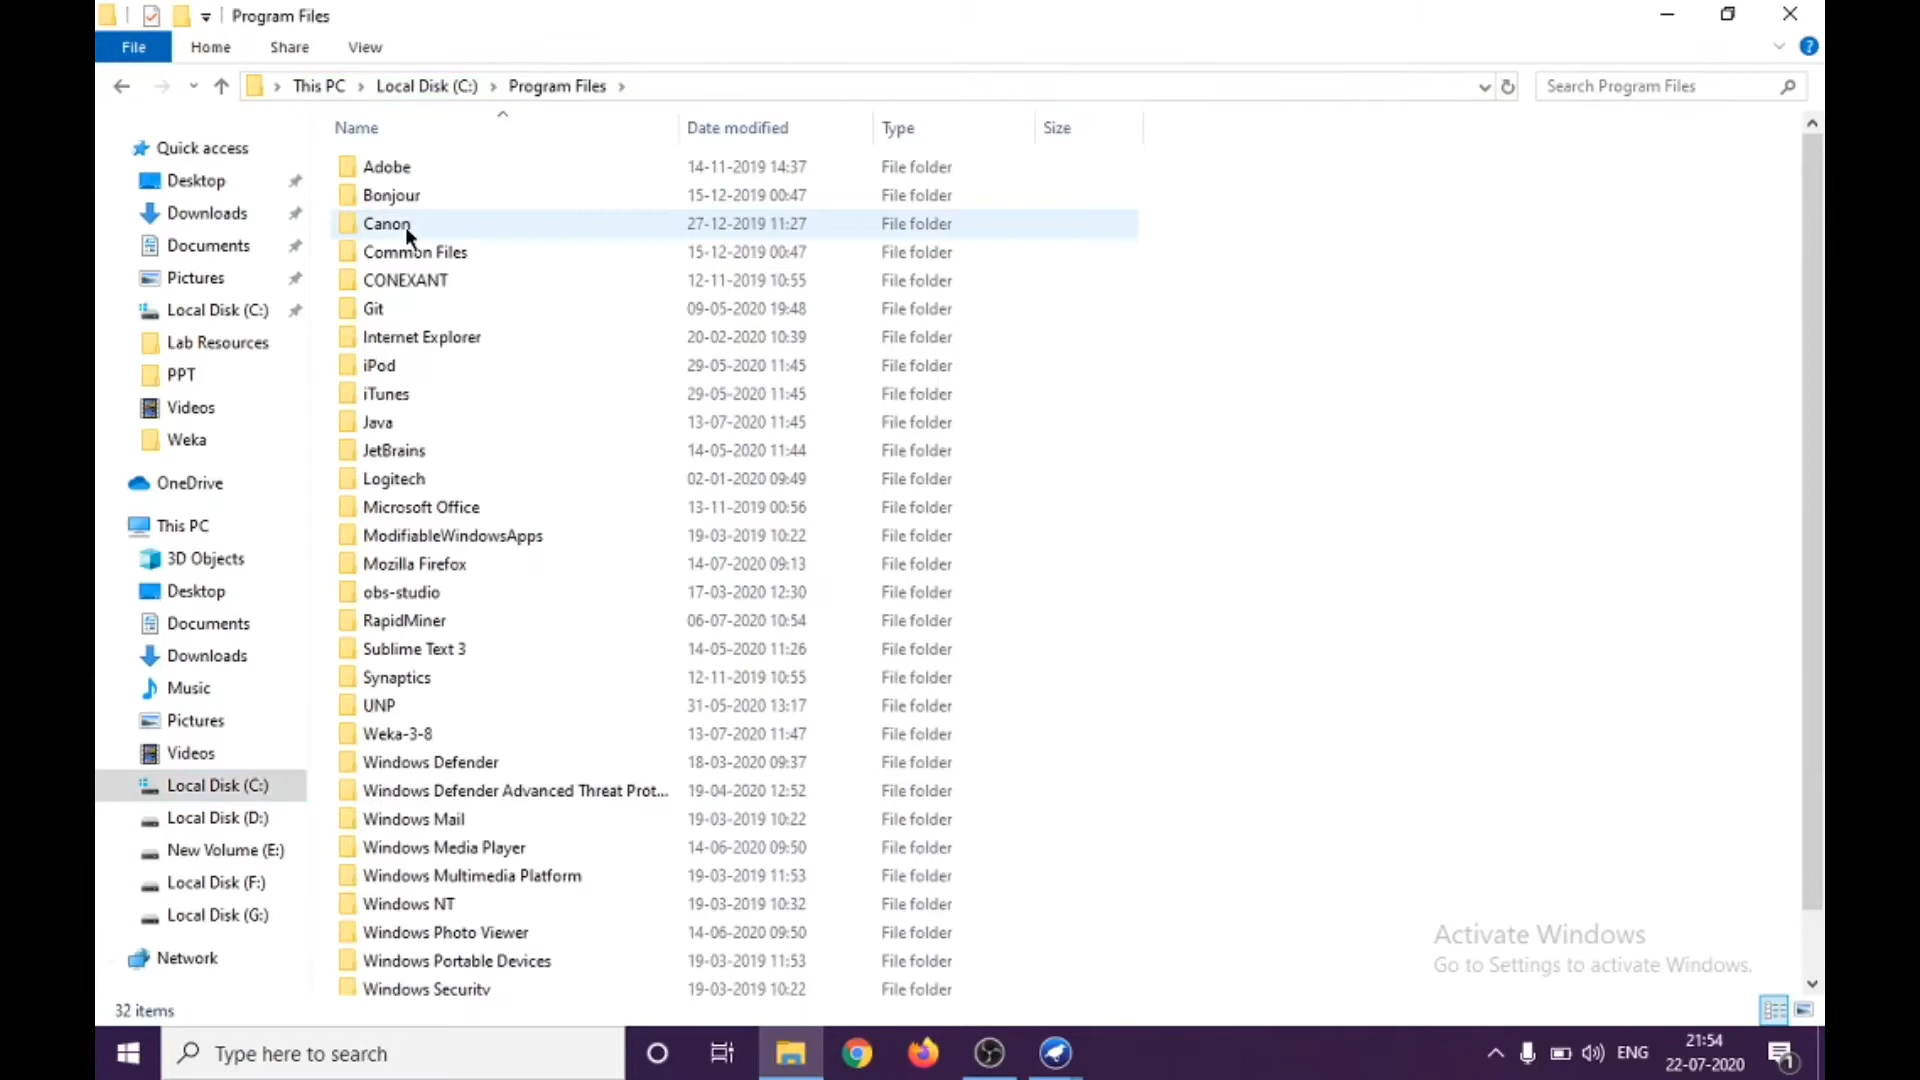 Program Files
File Home Share View
This PC Local Disk (C:) Program Files
Search Program Files
Name Date modified Type Size
Quick access
Desktop
Downloads
Documents
Pictures
Local Disk (C:)
Lab Resources
PPT
Videos
Weka
OneDrive
This PC
3D Objects
Desktop
Documents
Downloads
Music
Pictures
Videos
Local Disk (C:)
Local Disk (D:)
New Volume (E:)
Local Disk (F:)
Local Disk (G:)
Network
Adobe 14-11-2019 14:37 File folder
Bonjour 15-12-2019 00:47 File folder
Canon 27-12-2019 11:27 File folder
Common Files 15-12-2019 00:47 File folder
CONEXANT 12-11-2019 10:55 File folder
Git 09-05-2020 19:48 File folder
Internet Explorer 20-02-2020 10:39 File folder
iPod 29-05-2020 11:45 File folder
iTunes 29-05-2020 11:45 File folder
Java 13-07-2020 11:45 File folder
JetBrains 14-05-2020 11:44 File folder
Logitech 02-01-2020 09:49 File folder
Microsoft Office 13-11-2019 00:56 File folder
ModifiableWindowsApps 19-03-2019 10:22 File folder
Mozilla Firefox 14-07-2020 09:13 File folder
obs-studio 17-03-2020 12:30 File folder
RapidMiner 06-07-2020 10:54 File folder
Sublime Text 3 14-05-2020 11:26 File folder
Synaptics 12-11-2019 10:55 File folder
UNP 31-05-2020 13:17 File folder
Weka-3-8 13-07-2020 11:47 File folder
Windows Defender 18-03-2020 09:37 File folder
Windows Defender Advanced Threat Prot... 19-04-2020 12:52 File folder
Windows Mail 19-03-2019 10:22 File folder
Windows Media Player 14-06-2020 09:50 File folder
Windows Multimedia Platform 19-03-2019 11:53 File folder
Windows NT 19-03-2019 10:32 File folder
Windows Photo Viewer 14-06-2020 09:50 File folder
Windows Portable Devices 19-03-2019 11:53 File folder
Windows Security 19-03-2019 10:22 File folder
Activate Windows
Go to Settings to activate Windows.
32 items
Type here to search
ENG
21:54
22-07-2020
1